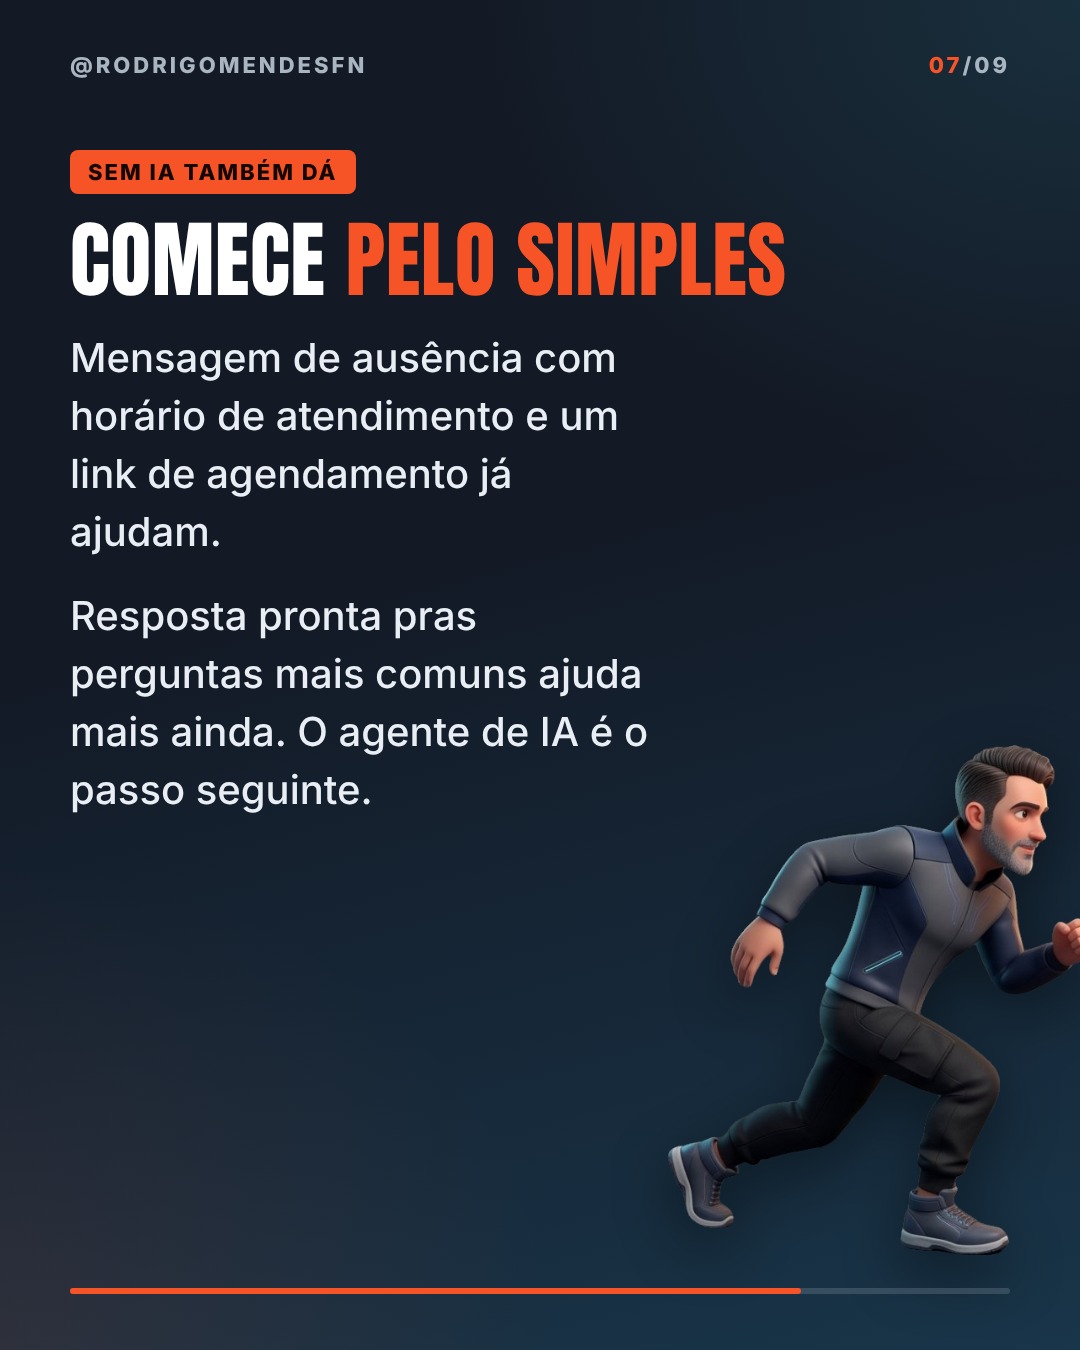 @RODRIGOMENDESFN
07/09
SEM IA TAMBÉM DÁ
COMECE PELO SIMPLES
Mensagem de ausência com
horário de atendimento e um
link de agendamento já
ajudam.
Resposta pronta pras
perguntas mais comuns ajuda
mais ainda. O agente de IA é o
passo seguinte.